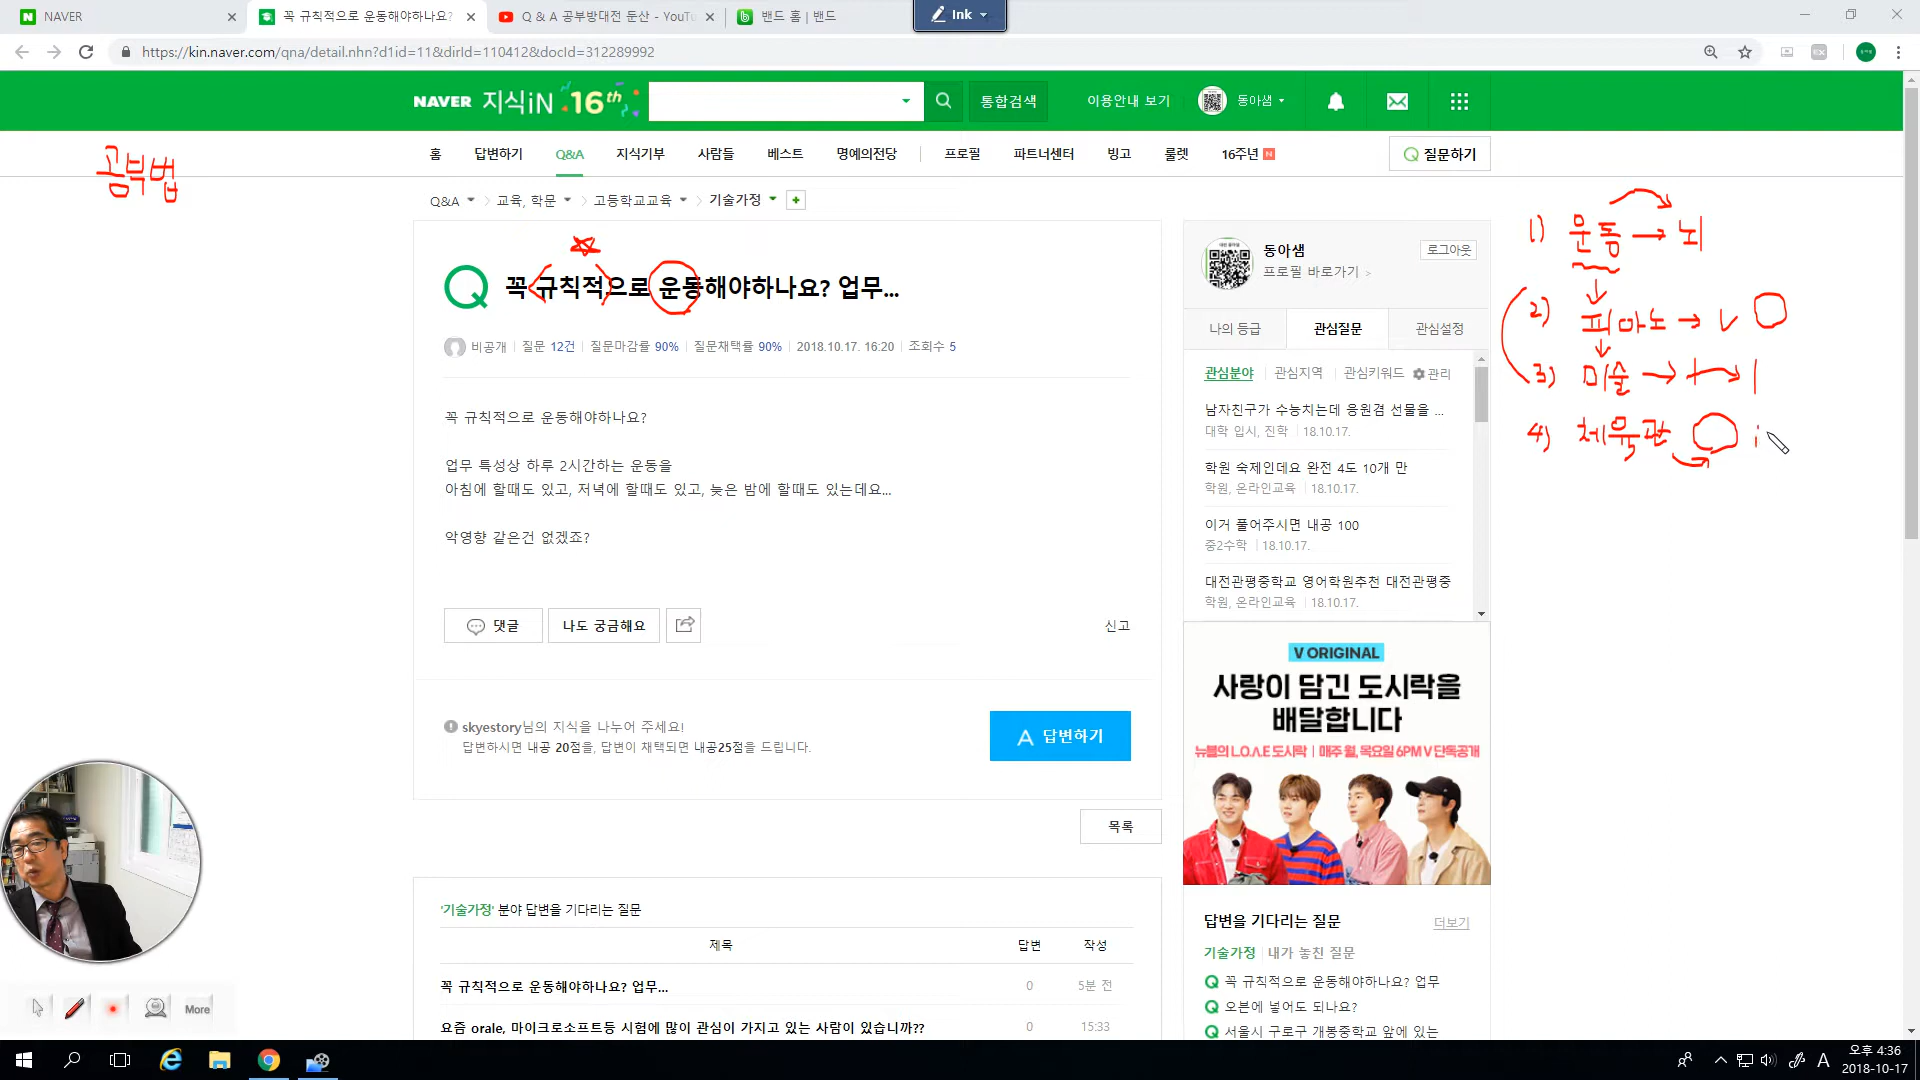 NAVER
꼭 규칙적으로 운동해야하나요?
Q & A 공부방대전 둔산 - YouTu
밴드 홈 | 밴드
Ink
https://kin.naver.com/qna/detail.nhn?d1id=11&dirId=110412&docId=312289992
NAVER 지식iN 16th
통합검색
이용안내 보기
동아샘
홈 답변하기 Q&A 지식기부 사람들 베스트 명예의전당 프로필 파트너센터 빙고 룰렛 16주년 N
질문하기
공부법
Q&A 교육, 학문 고등학교교육 기술가정
꼭 규칙적으로 운동해야하나요? 업무...
비공개 질문 12건 질문마감률 90% 질문채택률 90% 2018.10.17. 16:20 조회수 5
꼭 규칙적으로 운동해야하나요?
업무 특성상 하루 2시간하는 운동을
아침에 할때도 있고, 저녁에 할때도 있고, 늦은 밤에 할때도 있는데요...
악영향 같은건 없겠죠?
댓글 나도 궁금해요
신고
skyestory님의 지식을 나누어 주세요!
답변하시면 내공 20점을, 답변이 채택되면 내공25점을 드립니다.
답변하기
목록
'기술가정' 분야 답변을 기다리는 질문
제목 답변 작성
꼭 규칙적으로 운동해야하나요? 업무... 0 5분 전
요즘 orale, 마이크로소프트등 시험에 많이 관심이 가지고 있는 사람이 있습니까?? 0 15:33
동아샘
로그아웃
프로필 바로가기 >
나의 등급 관심질문 관심설정
관심분야 관심지역 관심키워드 관리
남자친구가 수능치는데 응원겸 선물을 ...
대학 입시, 진학 18.10.17.
학원 숙제인데요 완전 4도 10개 만
학원, 온라인교육 18.10.17.
이거 풀어주시면 내공 100
중2수학 18.10.17.
대전관평중학교 영어학원추천 대전관평중
학원, 온라인교육 18.10.17.
V ORIGINAL
사랑이 담긴 도시락을
배달합니다
뉴블의 L.O.Λ.E 도시락 | 매주 월, 목요일 6PM V 단독공개
답변을 기다리는 질문 더보기
기술가정 내가 놓친 질문
꼭 규칙적으로 운동해야하나요? 업무
오븐에 넣어도 되나요?
서울시 구로구 개봉중학교 앞에 있는
1) 운동 → 뇌
2) 피아노 →
3) 미술 →
4) 체육관
More
A
오후 4:36
2018-10-17